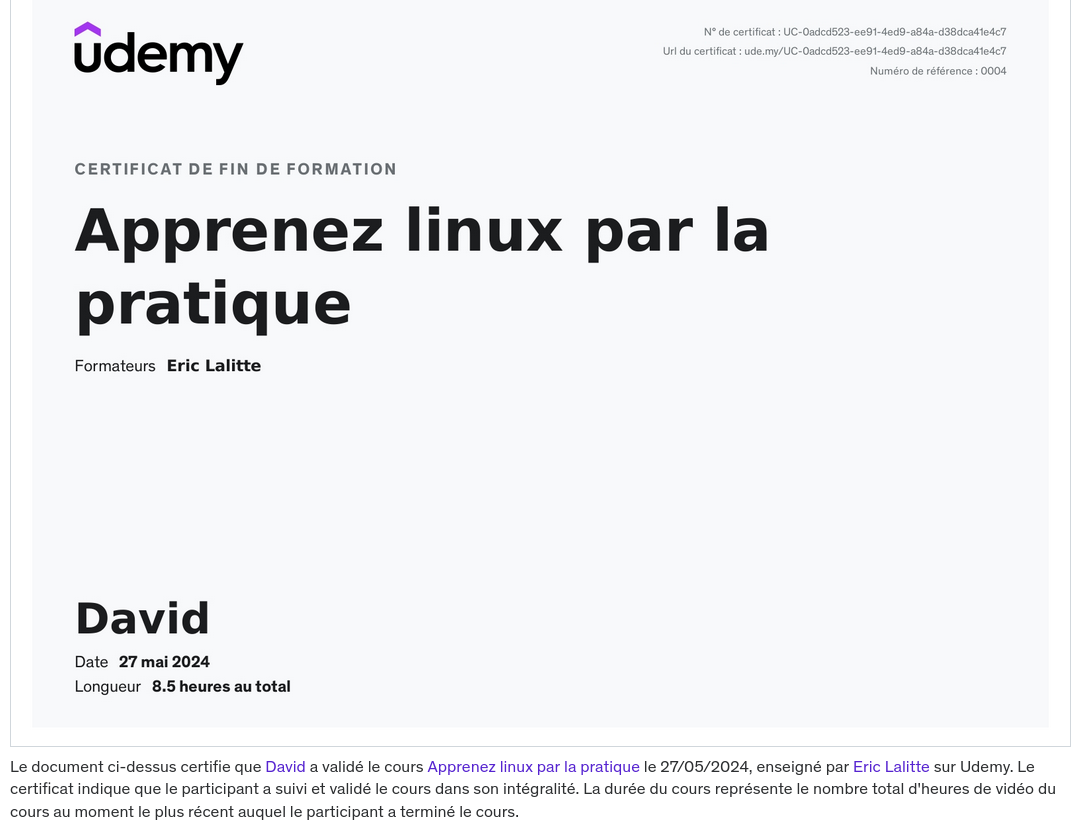 udemy
N° de certificat : UC-0adcd523-ee91-4ed9-a84a-d38dca41e4c7
Url du certificat : ude.my/UC-0adcd523-ee91-4ed9-a84a-d38dca41e4c7
Numéro de référence : 0004
CERTIFICAT DE FIN DE FORMATION
Apprenez linux par la
pratique
Formateurs Eric Lalitte
David
Date 27 mai 2024
Longueur 8.5 heures au total
Le document ci-dessus certifie que David a validé le cours Apprenez linux par la pratique le 27/05/2024, enseigné par Eric Lalitte sur Udemy. Le
certificat indique que le participant a suivi et validé le cours dans son intégralité. La durée du cours représente le nombre total d'heures de vidéo du
cours au moment le plus récent auquel le participant a terminé le cours.